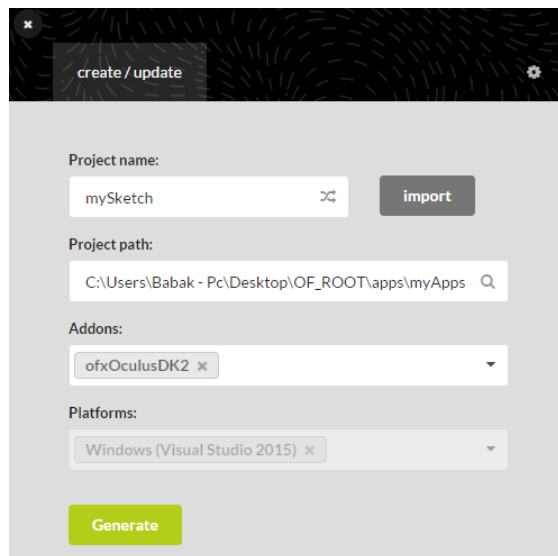 create / update
Project name:
mySketch
import
Project path:
C:\Users\Babak - Pc\Desktop\OF_ROOT\apps\myApps
Addons:
ofxOculusDK2 ×
Platforms:
Windows (Visual Studio 2015) ×
Generate